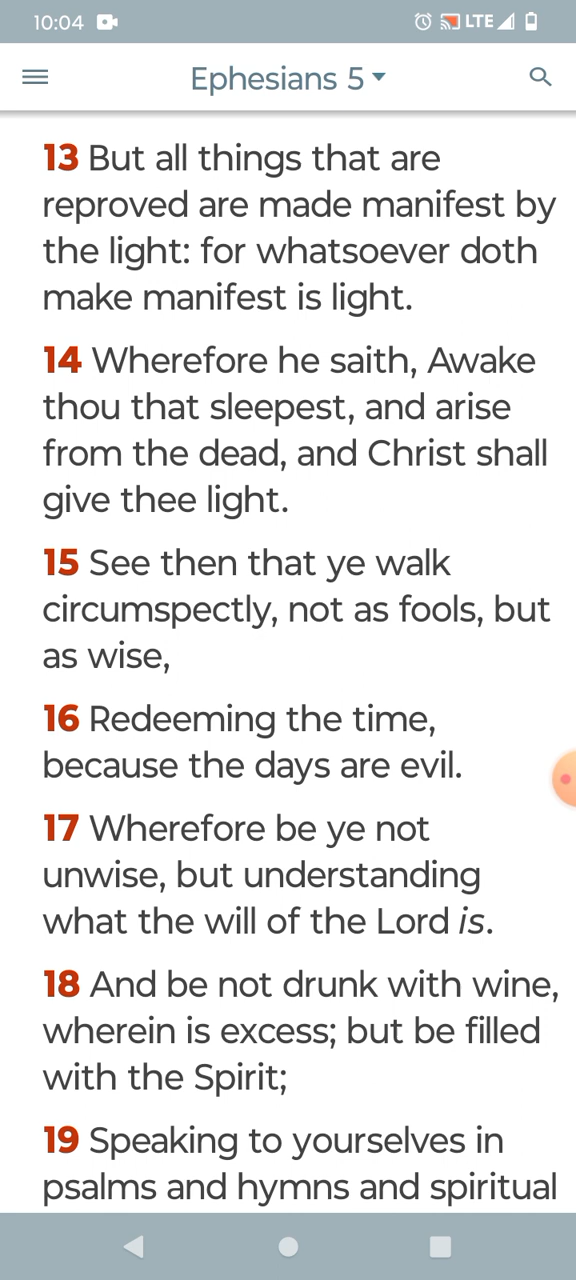 10:04
LTE
Ephesians 5
13 But all things that are
reproved are made manifest by
the light: for whatsoever doth
make manifest is light.
14 Wherefore he saith, Awake
thou that sleepest, and arise
from the dead, and Christ shall
give thee light.
15 See then that ye walk
circumspectly, not as fools, but
as wise,
16 Redeeming the time,
because the days are evil.
17 Wherefore be ye not
unwise, but understanding
what the will of the Lord is.
18 And be not drunk with wine,
wherein is excess; but be filled
with the Spirit;
19 Speaking to yourselves in
psalms and hymns and spiritual